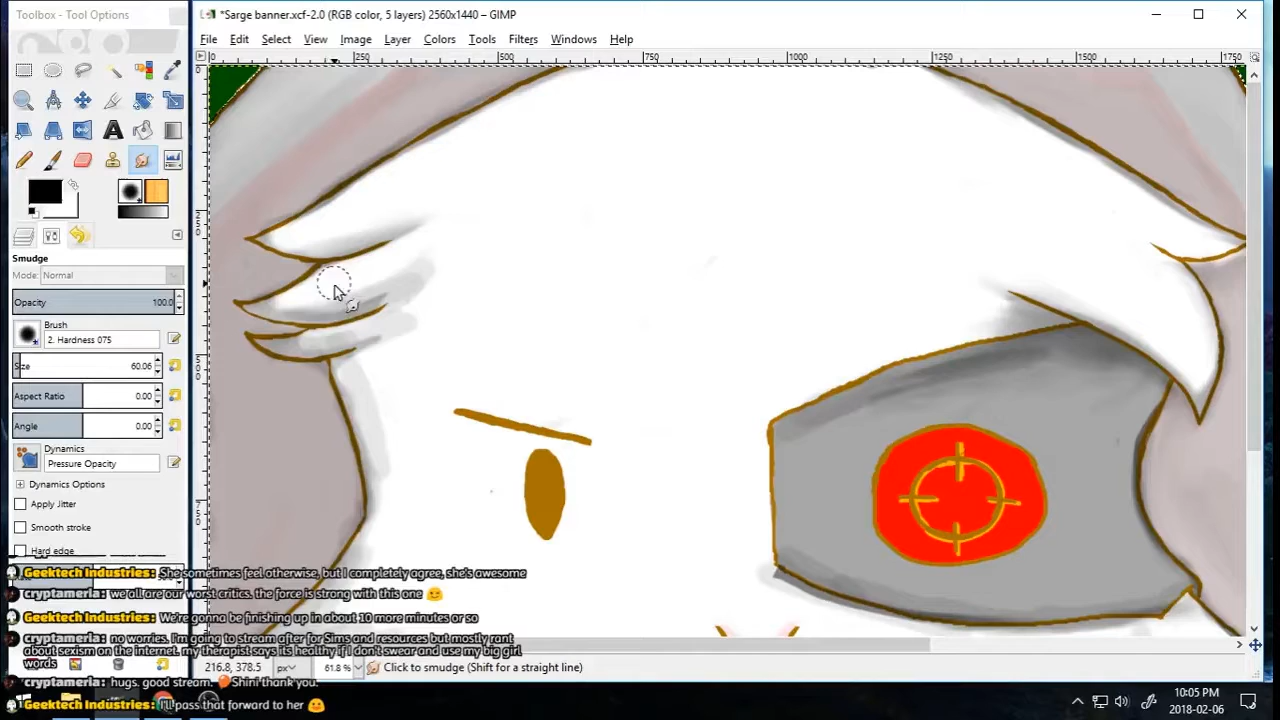 Toolbox - Tool Options
*Sarge banner.xcf-2.0 (RGB color, 5 layers) 2560x1440 – GIMP
File Edit Select View Image Layer Colors Tools Filters Windows Help
0 250 500 750 1000 1250 1500 1750
0
250
500
750
Smudge
Mode: Normal
Opacity 100.0
Brush
2. Hardness 075
Size 60.06
Aspect Ratio 0.00
Angle 0.00
Dynamics
Pressure Opacity
Dynamics Options
Apply Jitter
Smooth stroke
Hard edge
Geektech Industries: She sometimes feel otherwise, but I completely agree, she's awesome
cryptameria: we all are our worst critics. the force is strong with this one
Geektech Industries: We're gonna be finishing up in about 10 more minutes or so
cryptameria: no worries. I'm going to stream after for Sims and resources but mostly rant
about sexism on the internet. my therapist says its healthy if I don't swear and use my big girl
words
cryptameria: hugs. good stream. Shini thank you.
Geektech Industries: I'll pass that forward to her
216.8, 378.5 px 61.8 % Click to smudge (Shift for a straight line)
10:05 PM
2018-02-06